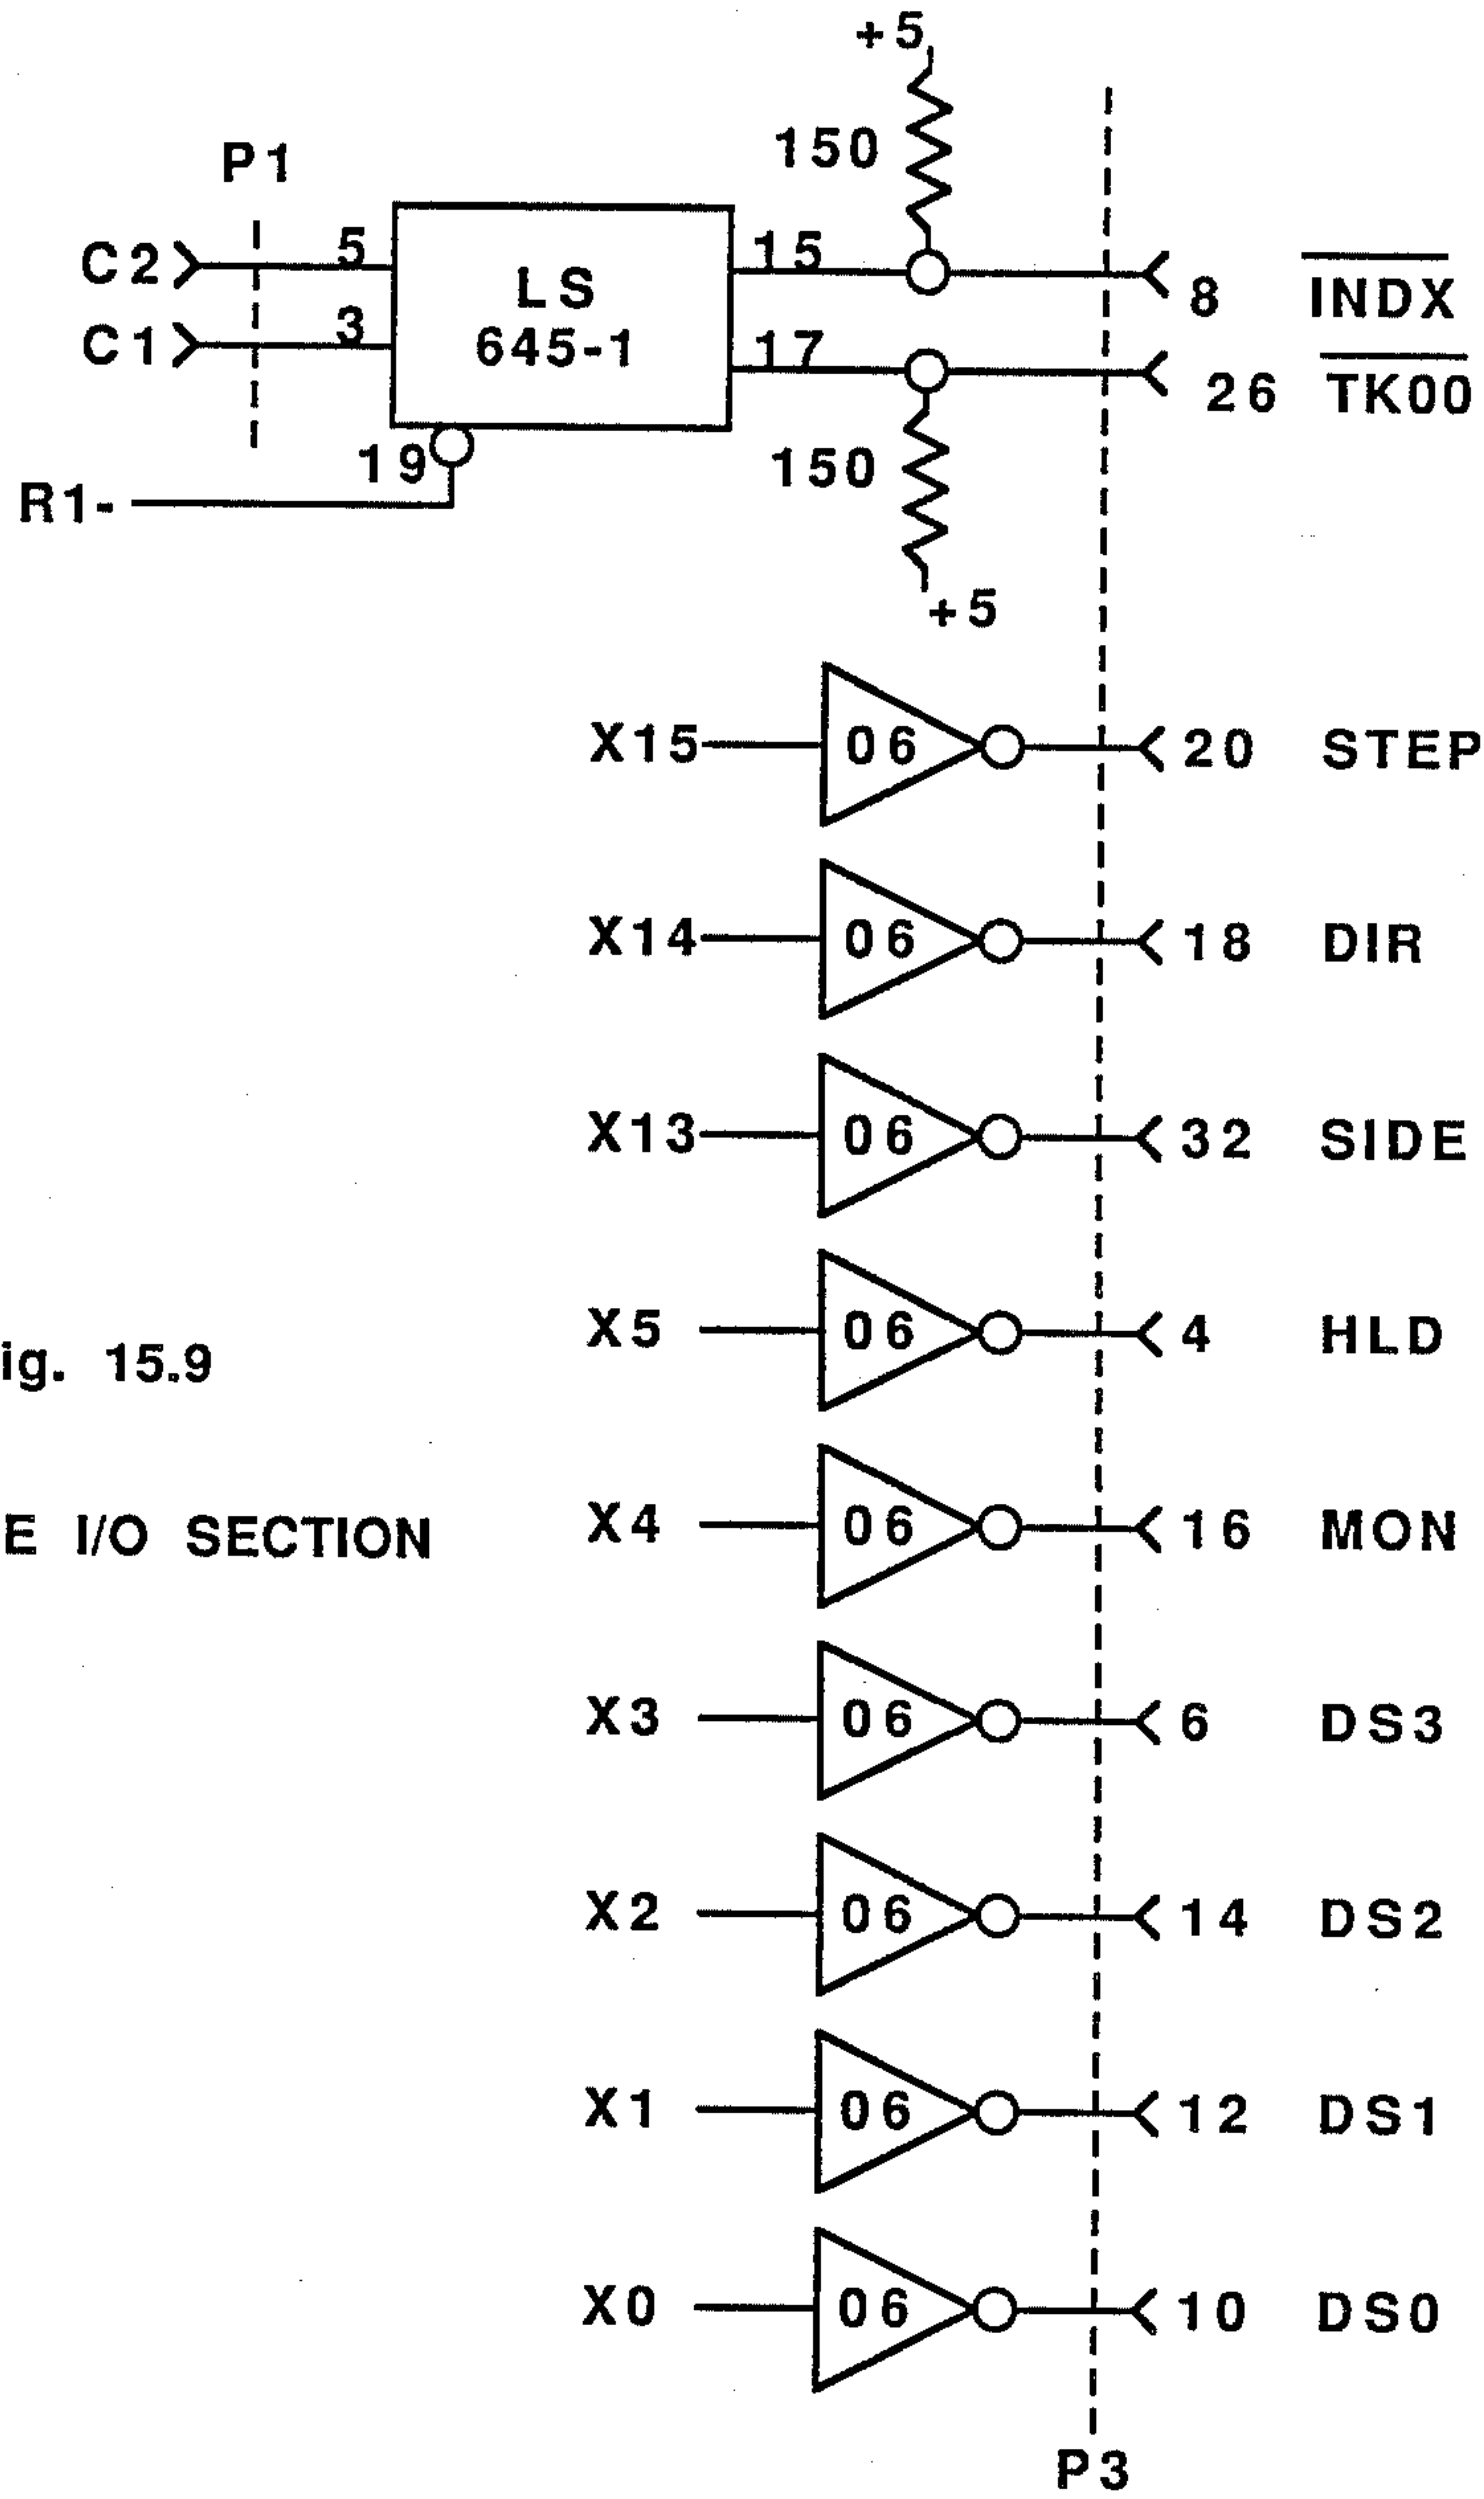 +5
150
P1
C2 5 LS 15 8 INDX
C1 3 645-1 17 26 TK00
19 150
R1-
+5
X15 06 20 STEP
X14 06 18 DIR
X13 06 32 SIDE
X5 06 4 HLD
ig. 15.9
X4 06 16 MON
E I/O SECTION
X3 06 6 DS3
X2 06 14 DS2
X1 06 12 DS1
X0 06 10 DS0
P3